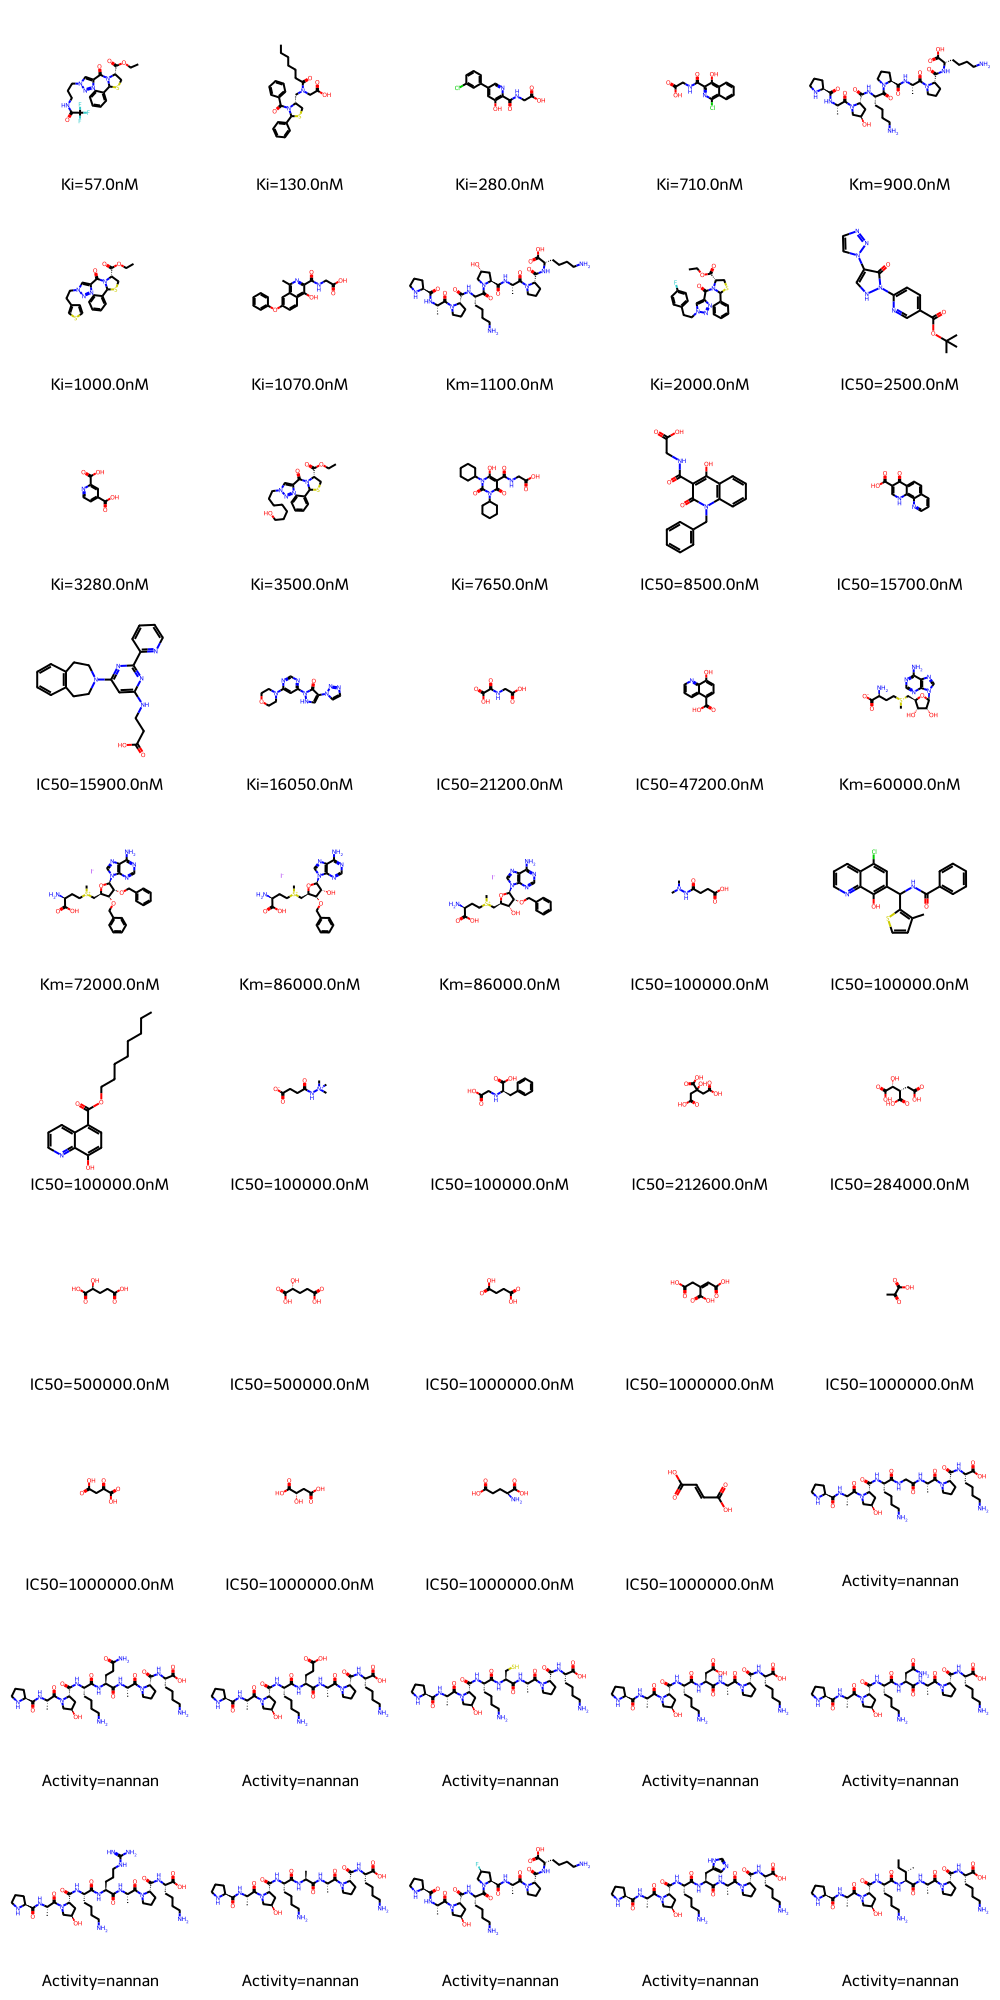 Ki=57.0nM
Ki=130.0nM
Ki=280.0nM
Ki=710.0nM
Km=900.0nM
Ki=1000.0nM
Ki=1070.0nM
Km=1100.0nM
Ki=2000.0nM
IC50=2500.0nM
Ki=3280.0nM
Ki=3500.0nM
Ki=7650.0nM
IC50=8500.0nM
IC50=15700.0nM
IC50=15900.0nM
Ki=16050.0nM
IC50=21200.0nM
IC50=47200.0nM
Km=60000.0nM
Km=72000.0nM
Km=86000.0nM
Km=86000.0nM
IC50=100000.0nM
IC50=100000.0nM
IC50=100000.0nM
IC50=100000.0nM
IC50=100000.0nM
IC50=212600.0nM
IC50=284000.0nM
IC50=500000.0nM
IC50=500000.0nM
IC50=1000000.0nM
IC50=1000000.0nM
IC50=1000000.0nM
IC50=1000000.0nM
IC50=1000000.0nM
IC50=1000000.0nM
IC50=1000000.0nM
Activity=nannan
Activity=nannan
Activity=nannan
Activity=nannan
Activity=nannan
Activity=nannan
Activity=nannan
Activity=nannan
Activity=nannan
Activity=nannan
Activity=nannan